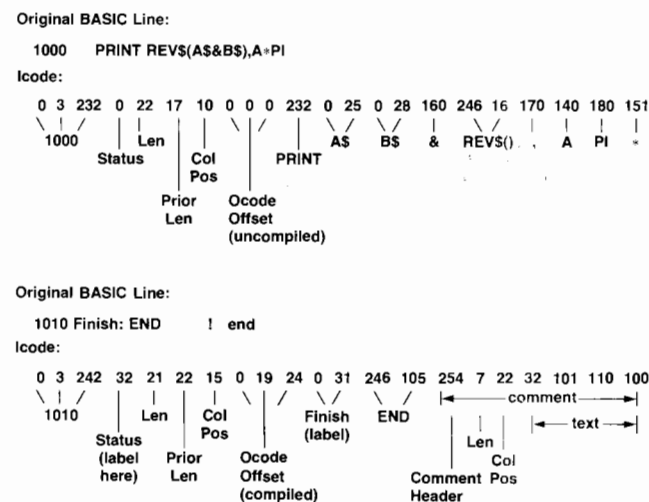 Original BASIC Line:
1000 PRINT REV$(A$&B$),A*PI
Icode:
0 3 232 0 22 17 10 0 0 0 232 0 25 0 28 160 246 16 170 140 180 151
1000 Len A$ B$ & REV$() , A PI *
Status Col Pos PRINT
Prior Len Ocode Offset (uncompiled)
Original BASIC Line:
1010 Finish: END ! end
Icode:
0 3 242 32 21 22 15 0 19 24 0 31 246 105 254 7 22 32 101 110 100
1010 Len Col Pos Finish (label) END comment
text
Status (label here) Prior Len Ocode Offset (compiled) Comment Header Len Col Pos